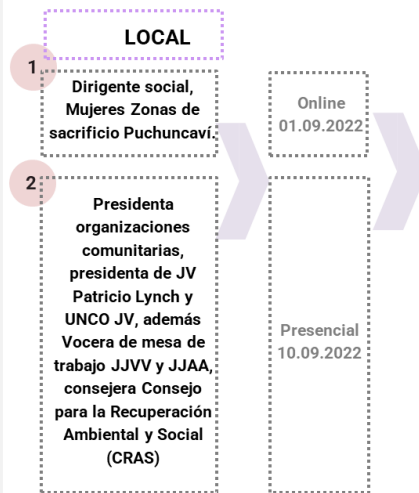 LOCAL
1
Dirigente social,
Mujeres Zonas de
sacrificio Puchuncaví.
Online
01.09.2022
2
Presidenta
organizaciones
comunitarias,
presidenta de JV
Patricio Lynch y
UNCO JV, además
Vocera de mesa de
trabajo JJVV y JJAA,
consejera Consejo
para la Recuperación
Ambiental y Social
(CRAS)
Presencial
10.09.2022